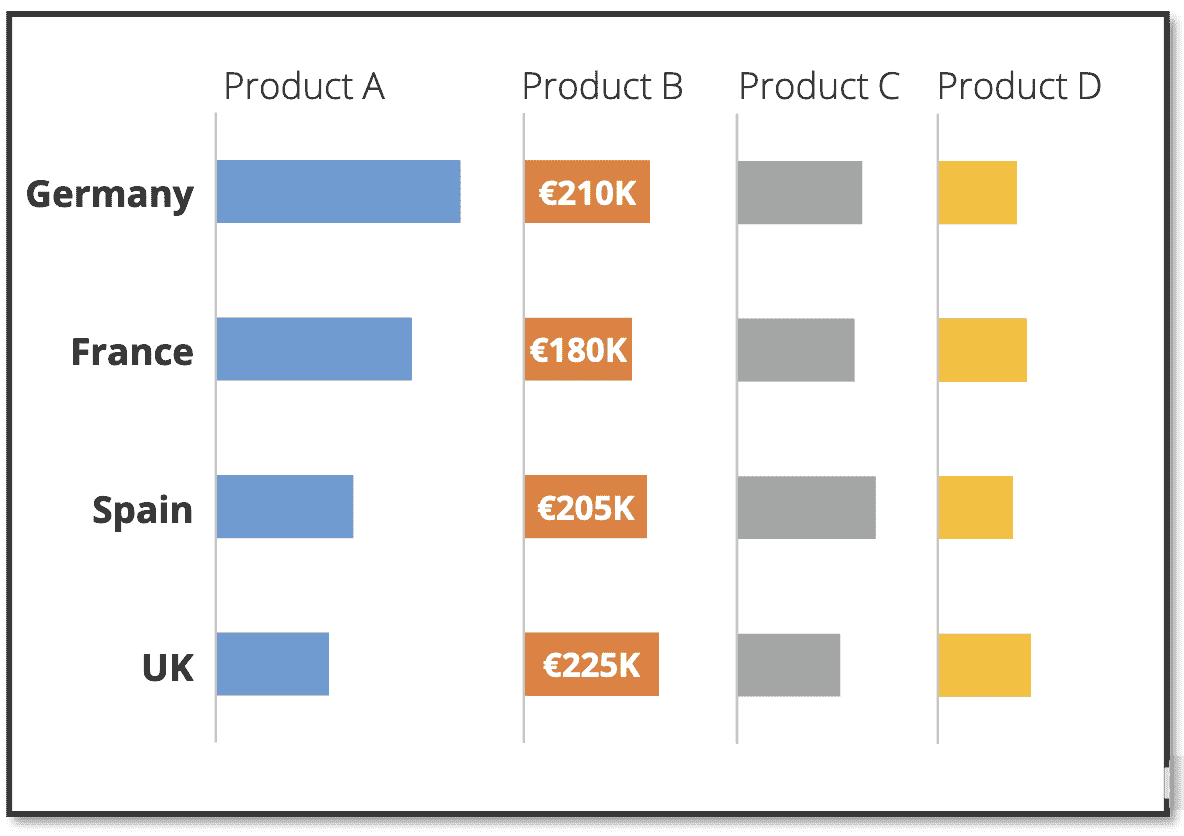 Product A Product B Product C Product D
Germany €210K
France €180K
Spain €205K
UK €225K